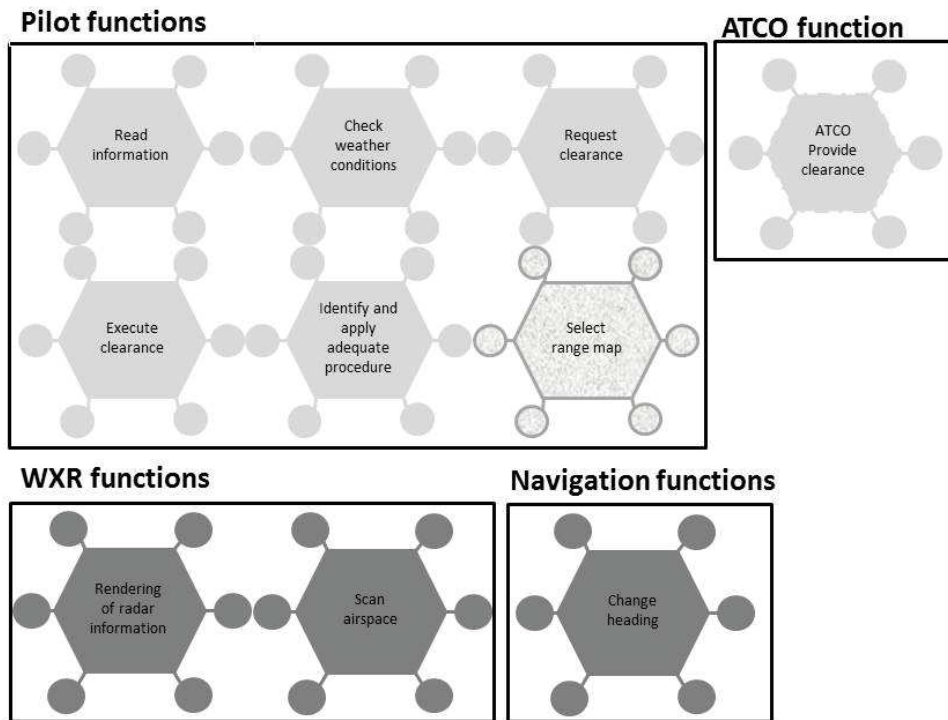 Pilot functions
ATCO function
Read
information
Check
weather
conditions
Request
clearance
ATCO
Provide
clearance
Execute
clearance
Identify and
apply
adequate
procedure
Select
range map
WXR functions
Navigation functions
Rendering
of radar
information
Scan
airspace
Change
heading